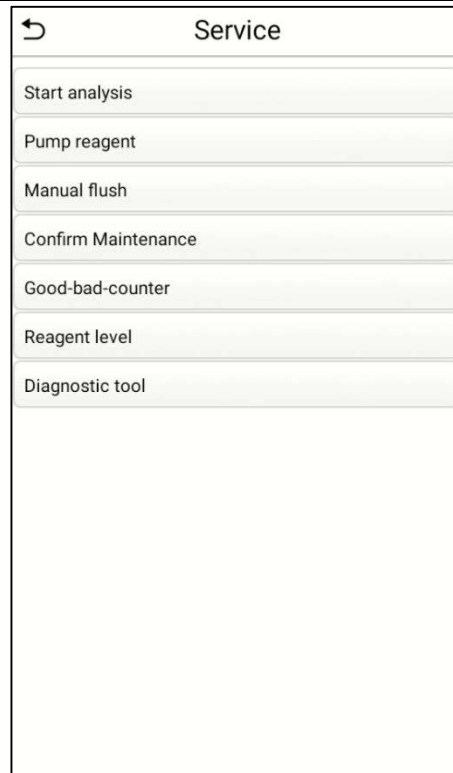 Service
Start analysis
Pump reagent
Manual flush
Confirm Maintenance
Good-bad-counter
Reagent level
Diagnostic tool